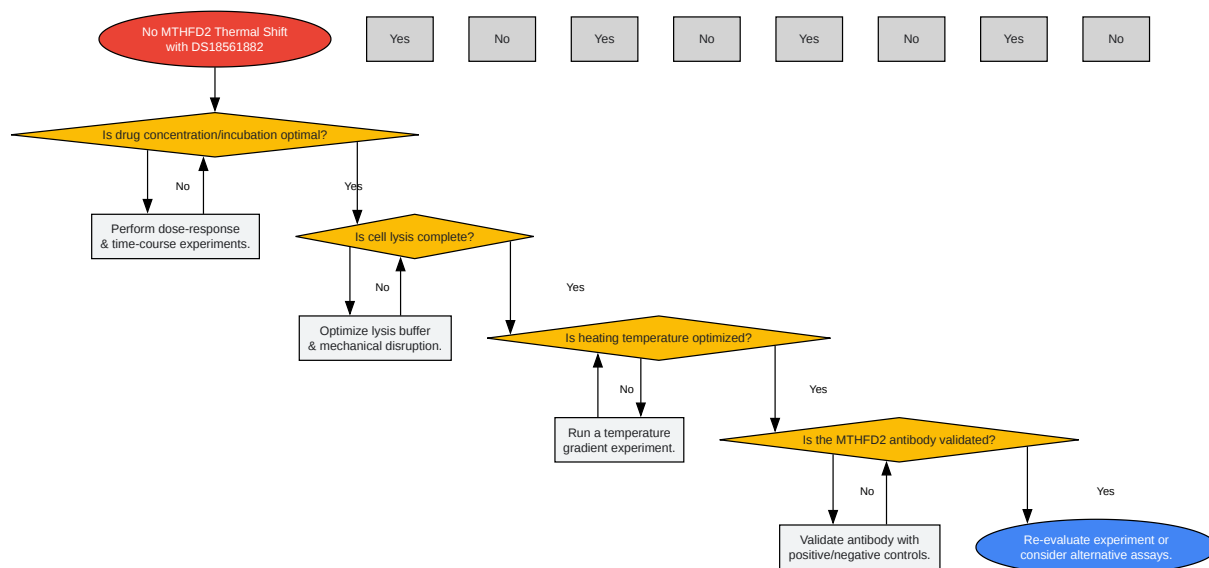 No MTHFD2 Thermal Shift
with DS18561882
Yes
No
Yes
No
Yes
No
Yes
No
Is drug concentration/incubation optimal?
No
Yes
Perform dose-response
& time-course experiments.
Is cell lysis complete?
No
Yes
Optimize lysis buffer
& mechanical disruption.
Is heating temperature optimized?
No
Yes
Run a temperature
gradient experiment.
Is the MTHFD2 antibody validated?
No
Yes
Validate antibody with
positive/negative controls.
Re-evaluate experiment or
consider alternative assays.